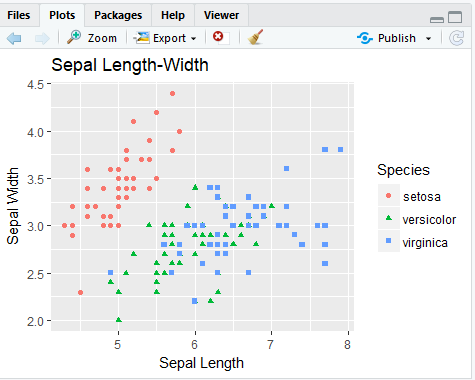 Files Plots Packages Help Viewer
Zoom Export Publish
Sepal Length-Width
4.5
4.0
3.5
3.0
2.5
2.0
Sepal Width
5 6 7 8
Sepal Length
Species
setosa
versicolor
virginica